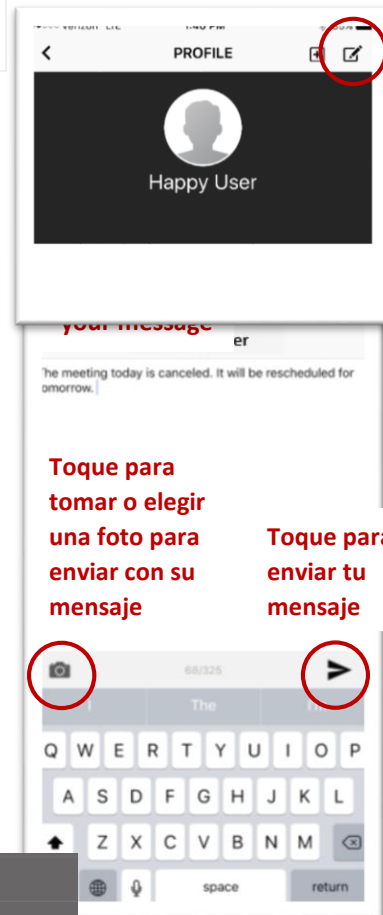 PROFILE
Happy User
your message
er
he meeting today is canceled. It will be rescheduled for
omorrow.
Toque para
tomar o elegir
una foto para
enviar con su
mensaje
Toque para
enviar tu
mensaje
68/325
I The
Q W E R T Y U I O P
A S D F G H J K L
Z X C V B N M
space return